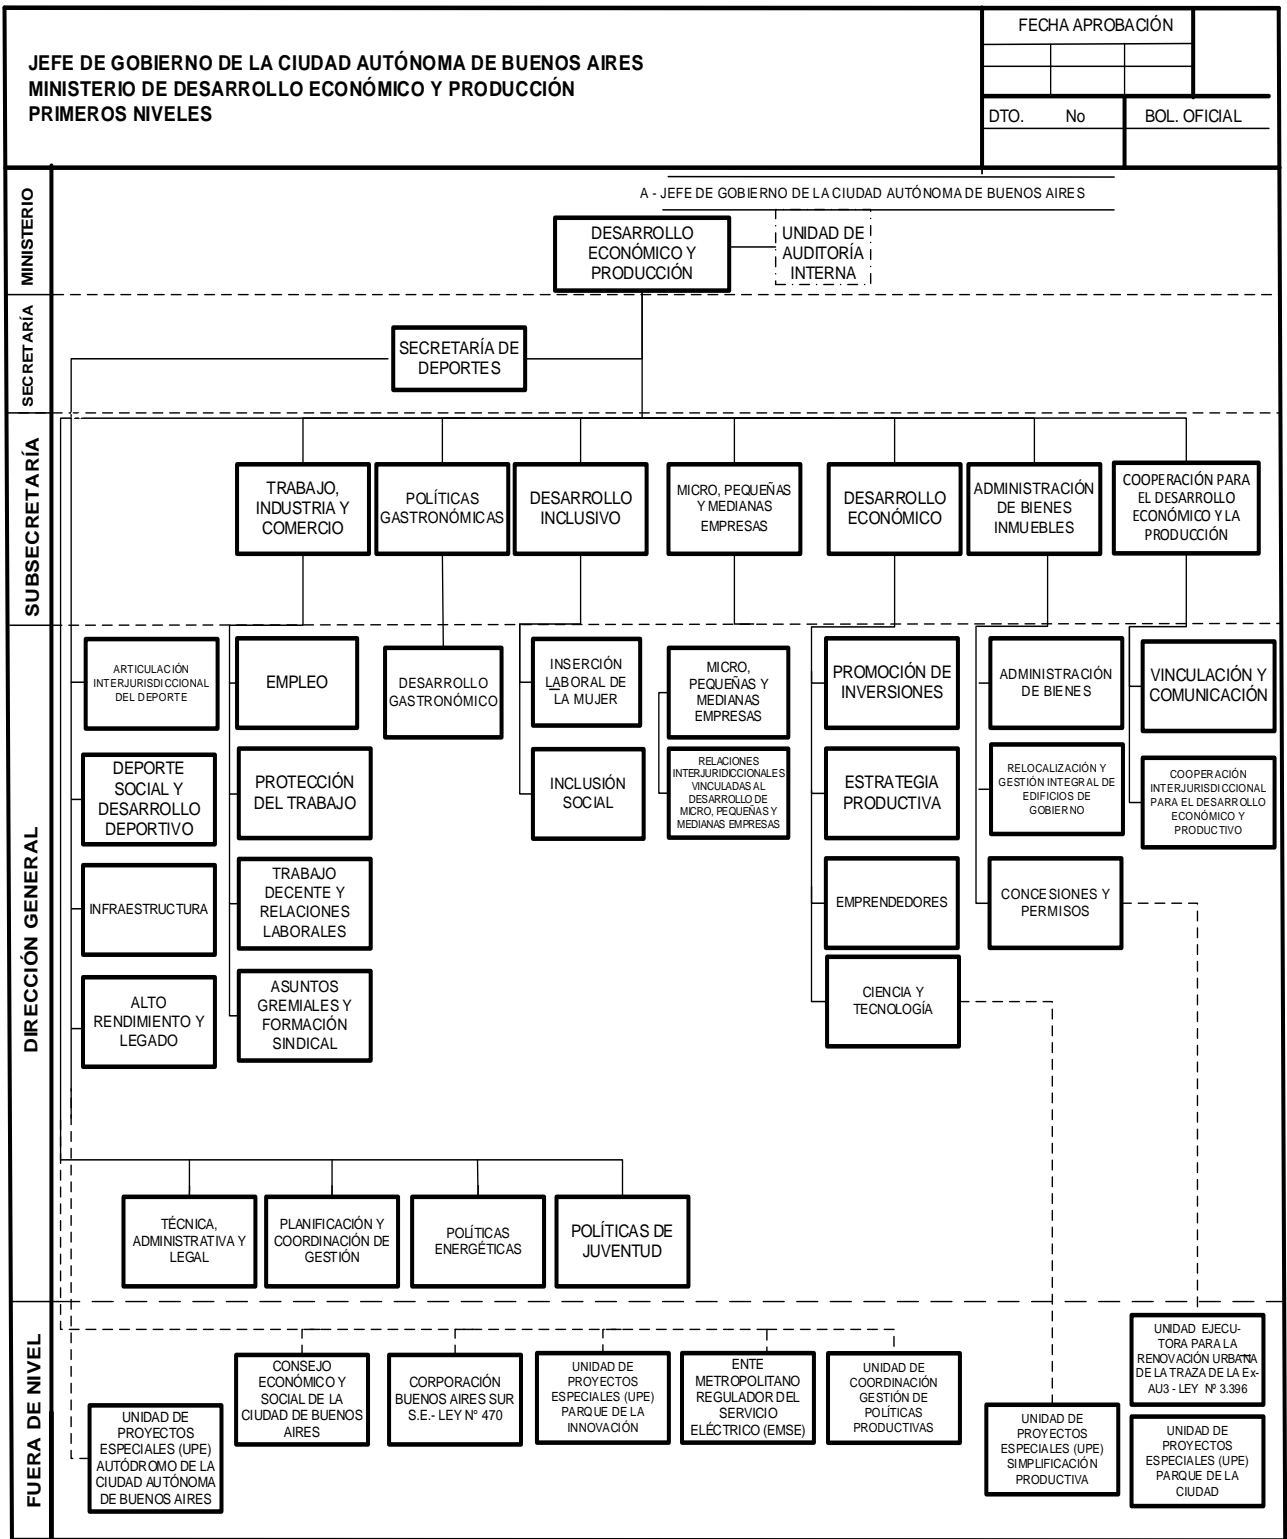 JEFE DE GOBIERNO DE LA CIUDAD AUTÓNOMA DE BUENOS AIRES
MINISTERIO DE DESARROLLO ECONÓMICO Y PRODUCCIÓN
PRIMEROS NIVELES
FECHA APROBACIÓN
DTO. No BOL. OFICIAL
MINISTERIO
A - JEFE DE GOBIERNO DE LA CIUDAD AUTÓNOMA DE BUENOS AIRES
DESARROLLO
ECONÓMICO Y
PRODUCCIÓN
UNIDAD DE
AUDITORÍA
INTERNA
SECRETARÍA
SECRETARÍA DE
DEPORTES
SUBSECRETARÍA
TRABAJO,
INDUSTRIA Y
COMERCIO
POLÍTICAS
GASTRONÓMICAS
DESARROLLO
INCLUSIVO
MICRO, PEQUEÑAS
Y MEDIANAS
EMPRESAS
DESARROLLO
ECONÓMICO
ADMINISTRACIÓN
DE BIENES
INMUEBLES
COOPERACIÓN PARA
EL DESARROLLO
ECONÓMICO Y LA
PRODUCCIÓN
DIRECCIÓN GENERAL
ARTICULACIÓN
INTERJURISDICCIONAL
DEL DEPORTE
EMPLEO
DESARROLLO
GASTRONÓMICO
INSERCIÓN
LABORAL DE
LA MUJER
MICRO,
PEQUEÑAS Y
MEDIANAS
EMPRESAS
PROMOCIÓN DE
INVERSIONES
ADMINISTRACIÓN
DE BIENES
VINCULACIÓN Y
COMUNICACIÓN
DEPORTE
SOCIAL Y
DESARROLLO
DEPORTIVO
PROTECCIÓN
DEL TRABAJO
INCLUSIÓN
SOCIAL
RELACIONES
INTERJURIDICCIONALES
VINCULADAS AL
DESARROLLO DE
MICRO, PEQUEÑAS Y
MEDIANAS EMPRESAS
ESTRATEGIA
PRODUCTIVA
RELOCALIZACIÓN Y
GESTIÓN INTEGRAL DE
EDIFICIOS DE
GOBIERNO
COOPERACIÓN
INTERJURISDICCIONAL
PARA EL DESARROLLO
ECONÓMICO Y
PRODUCTIVO
INFRAESTRUCTURA
TRABAJO
DECENTE Y
RELACIONES
LABORALES
EMPRENDEDORES
CONCESIONES Y
PERMISOS
ALTO
RENDIMIENTO Y
LEGADO
ASUNTOS
GREMIALES Y
FORMACIÓN
SINDICAL
CIENCIA Y
TECNOLOGÍA
TÉCNICA,
ADMINISTRATIVA Y
LEGAL
PLANIFICACIÓN Y
COORDINACIÓN DE
GESTIÓN
POLÍTICAS
ENERGÉTICAS
POLÍTICAS DE
JUVENTUD
FUERA DE NIVEL
UNIDAD DE
PROYECTOS
ESPECIALES (UPE)
AUTÓDROMO DE LA
CIUDAD AUTÓNOMA
DE BUENOS AIRES
CONSEJO
ECONÓMICO Y
SOCIAL DE LA
CIUDAD DE BUENOS
AIRES
CORPORACIÓN
BUENOS AIRES SUR
S.E.- LEY Nº 470
UNIDAD DE
PROYECTOS
ESPECIALES (UPE)
PARQUE DE LA
INNOVACIÓN
ENTE
METROPOLITANO
REGULADOR DEL
SERVICIO
ELÉCTRICO (EMSE)
UNIDAD DE
COORDINACIÓN
GESTIÓN DE
POLÍTICAS
PRODUCTIVAS
UNIDAD DE
PROYECTOS
ESPECIALES (UPE)
SIMPLIFICACIÓN
PRODUCTIVA
UNIDAD EJECU-
TORA PARA LA
RENOVACIÓN URBANA
DE LA TRAZA DE LA Ex-
AU3 - LEY Nº 3.396
UNIDAD DE
PROYECTOS
ESPECIALES (UPE)
PARQUE DE LA
CIUDAD